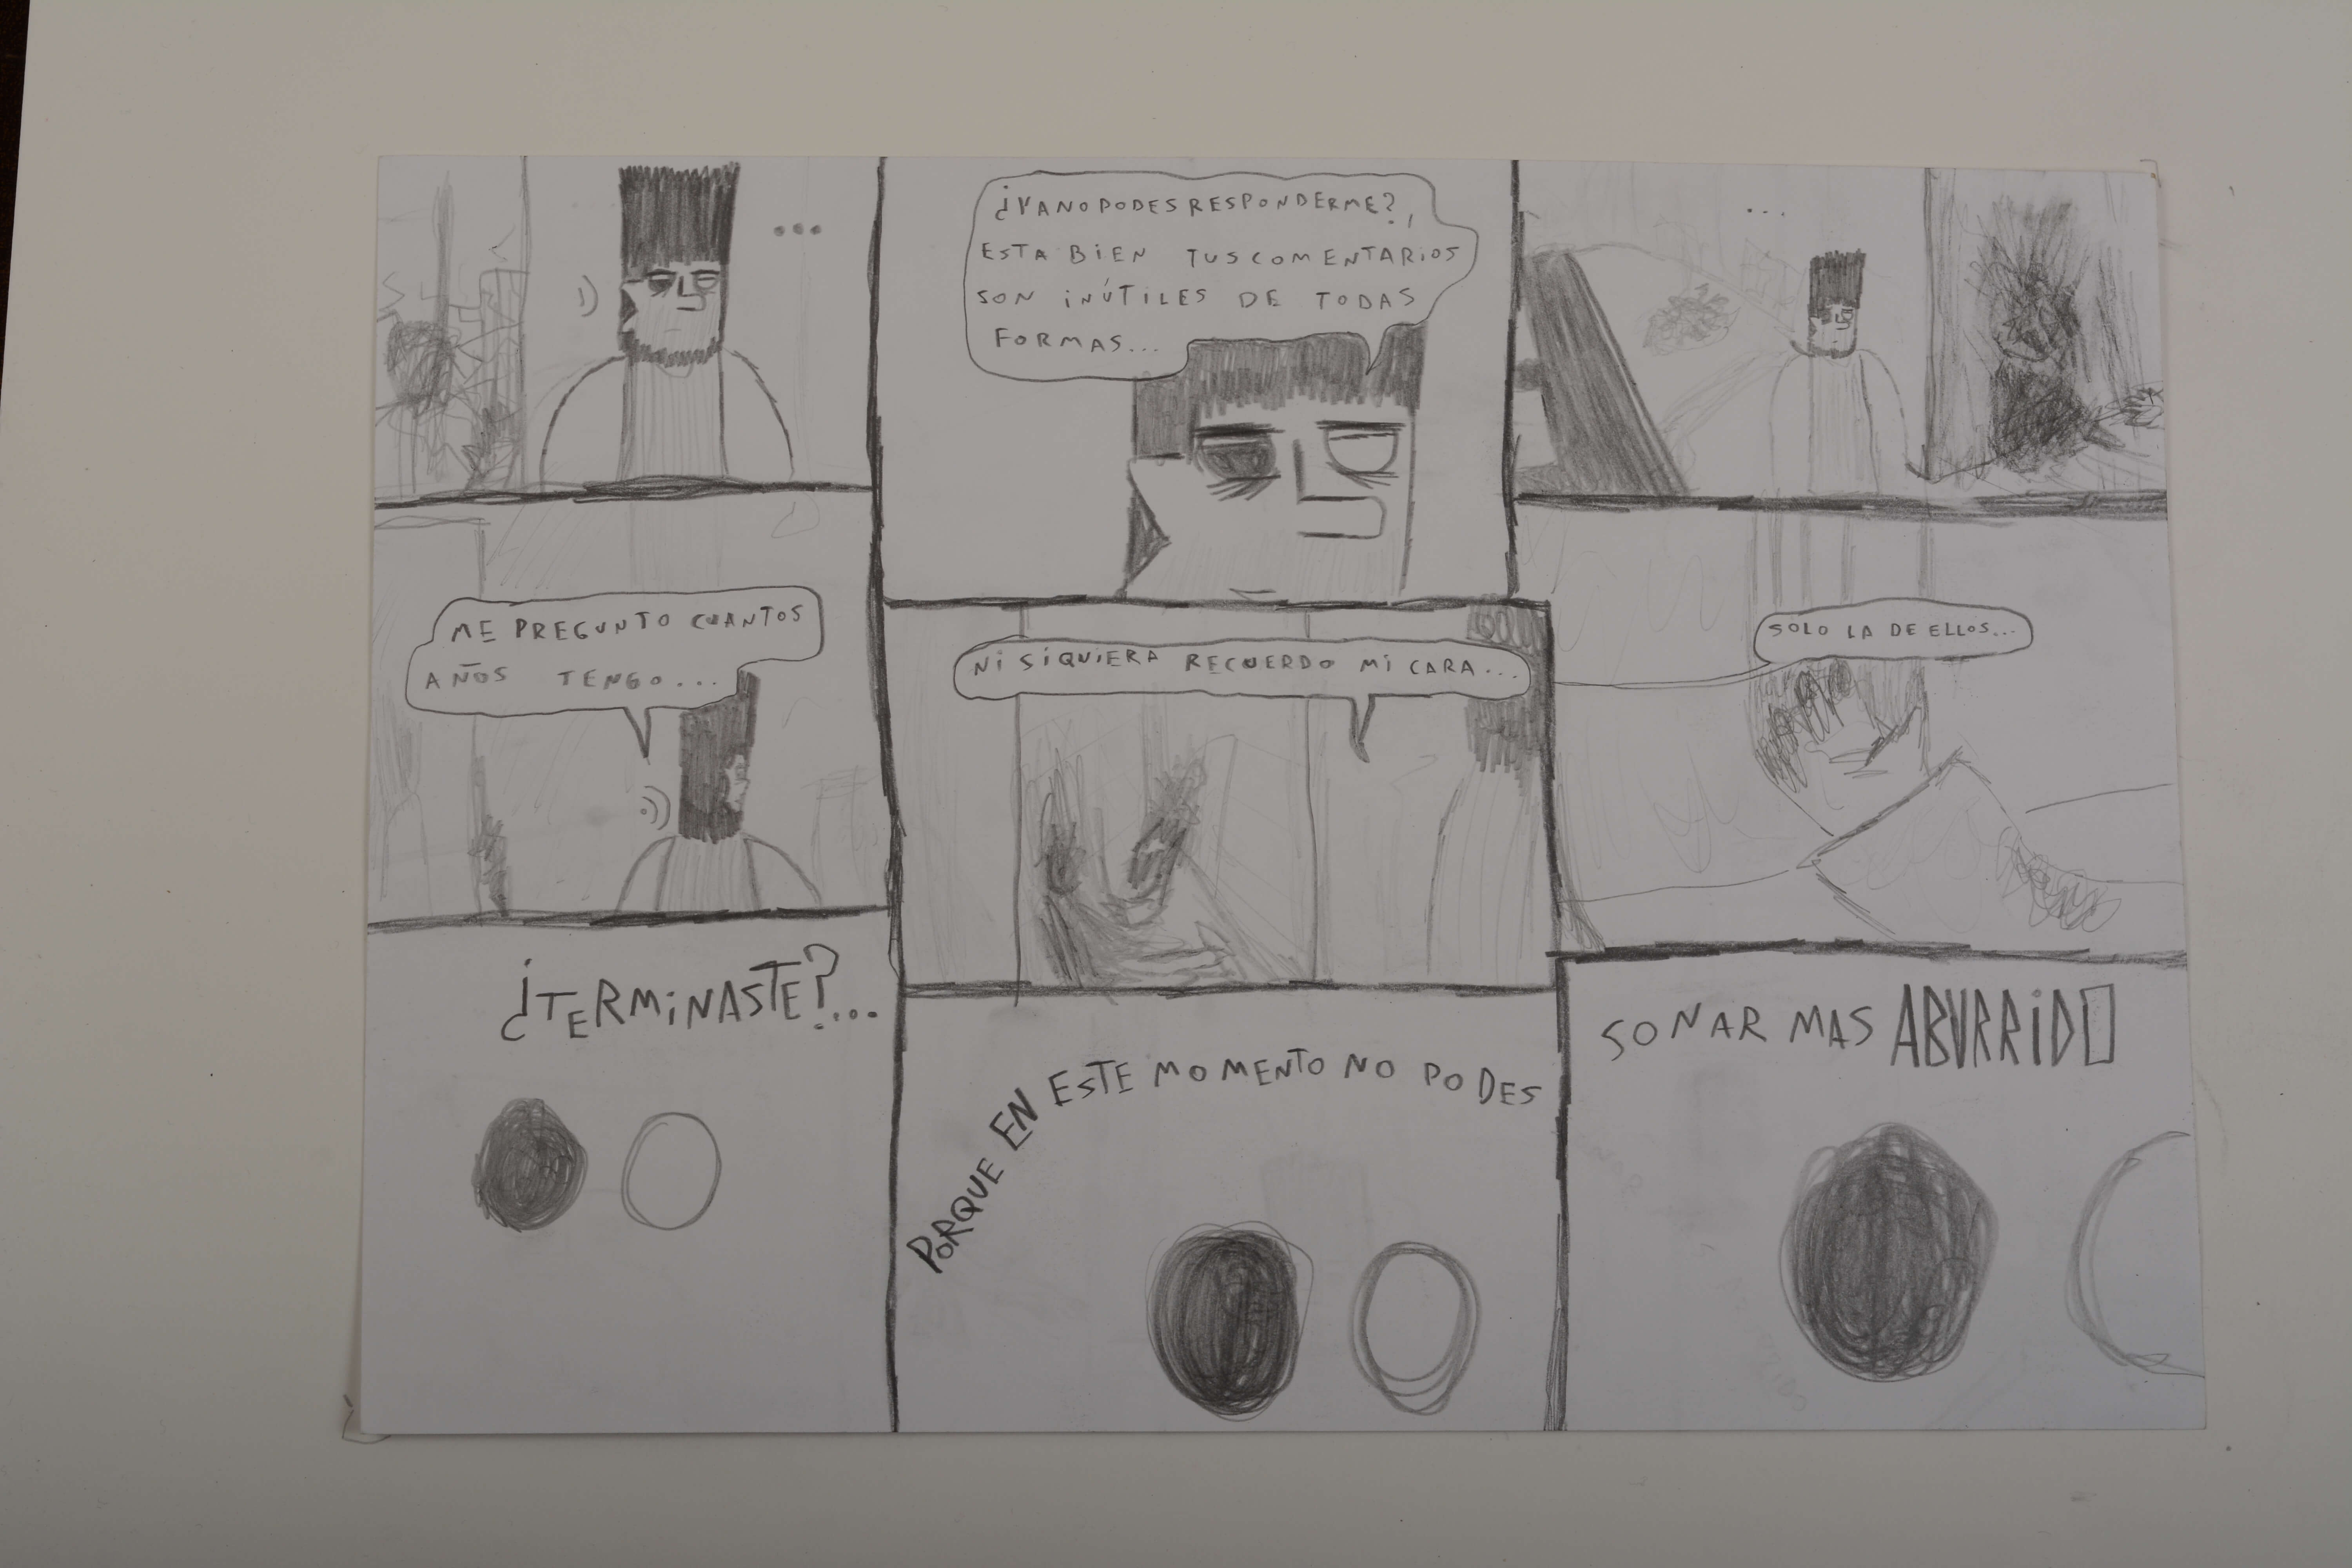 ...
¿YA NO PODES RESPONDERME?,
ESTA BIEN TUS COMENTARIOS
SON INÚTILES DE TODAS
FORMAS...
...
ME PREGUNTO CUANTOS
AÑOS TENGO...
NI SIQUIERA RECUERDO MI CARA...
SOLO LA DE ELLOS...
¿TERMINASTE?...
PORQUE EN ESTE MOMENTO NO PODES
SONAR MAS ABURRIDO